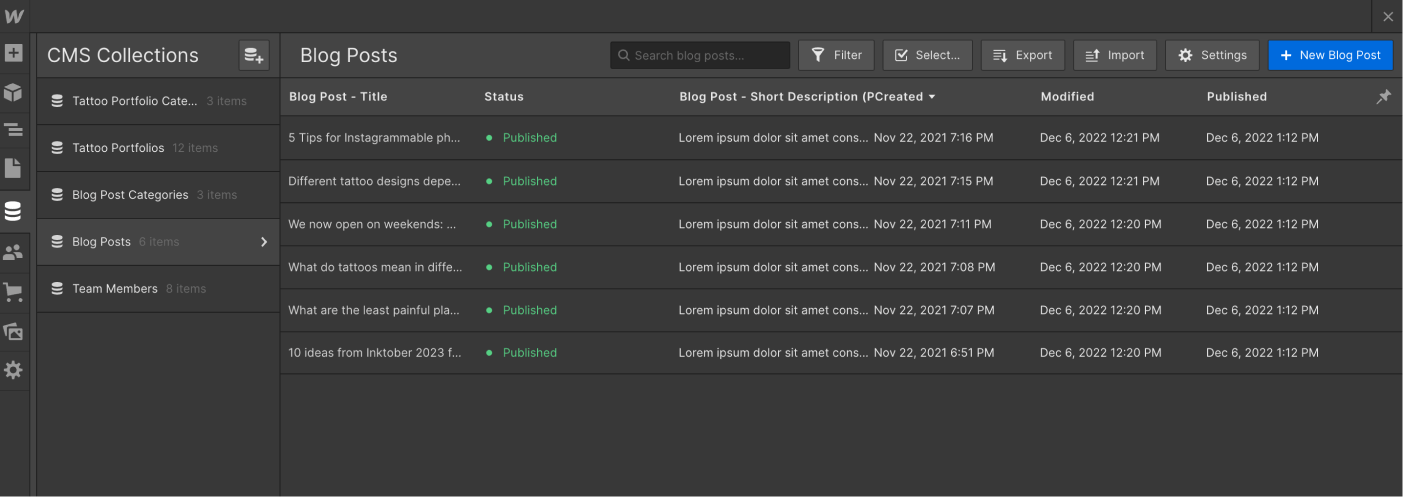 CMS Collections
Blog Posts
Search blog posts...
Filter
Select...
Export
Import
Settings
+ New Blog Post
Tattoo Portfolio Cate... 3 items
Tattoo Portfolios 12 items
Blog Post Categories 3 items
Blog Posts 6 items
Team Members 8 items
Blog Post - Title Status Blog Post - Short Description (PCreated Modified Published
5 Tips for Instagrammable ph... Published Lorem ipsum dolor sit amet cons... Nov 22, 2021 7:16 PM Dec 6, 2022 12:21 PM Dec 6, 2022 1:12 PM
Different tattoo designs depe... Published Lorem ipsum dolor sit amet cons... Nov 22, 2021 7:15 PM Dec 6, 2022 12:21 PM Dec 6, 2022 1:12 PM
We now open on weekends: ... Published Lorem ipsum dolor sit amet cons... Nov 22, 2021 7:11 PM Dec 6, 2022 12:20 PM Dec 6, 2022 1:12 PM
What do tattoos mean in diffe... Published Lorem ipsum dolor sit amet cons... Nov 22, 2021 7:08 PM Dec 6, 2022 12:20 PM Dec 6, 2022 1:12 PM
What are the least painful pla... Published Lorem ipsum dolor sit amet cons... Nov 22, 2021 7:07 PM Dec 6, 2022 12:20 PM Dec 6, 2022 1:12 PM
10 ideas from Inktober 2023 f... Published Lorem ipsum dolor sit amet cons... Nov 22, 2021 6:51 PM Dec 6, 2022 12:20 PM Dec 6, 2022 1:12 PM